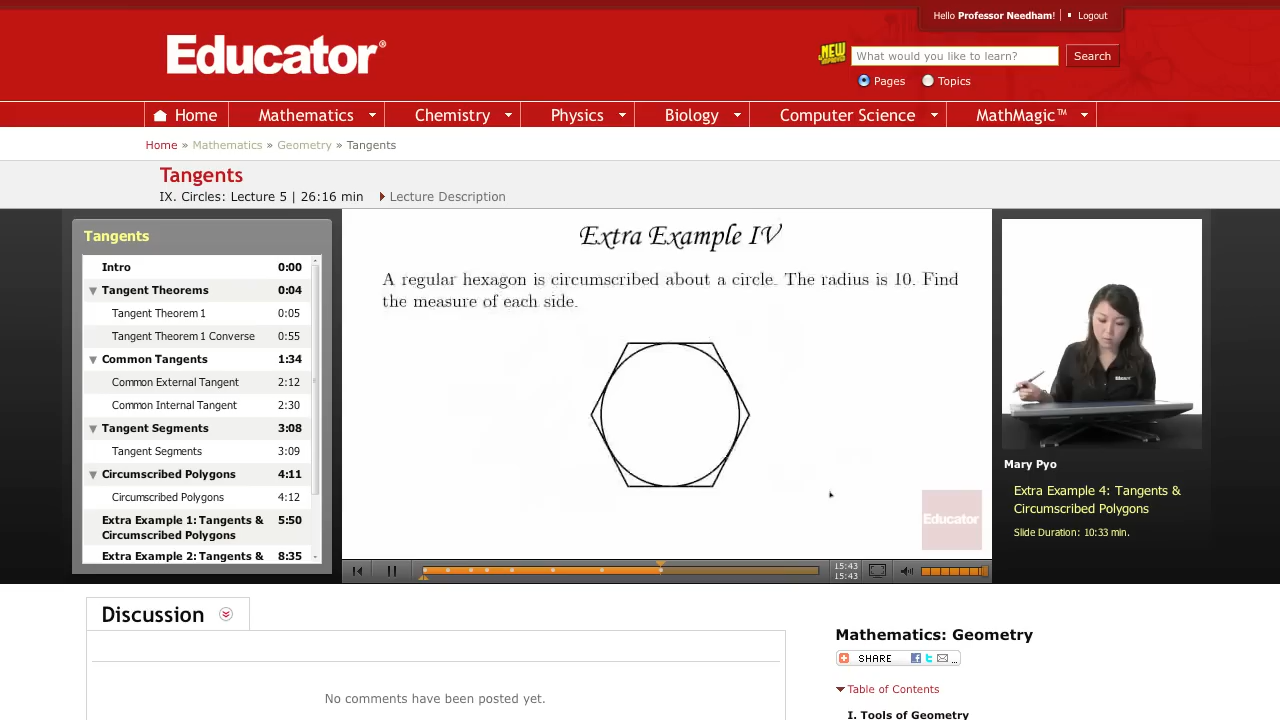 Hello Professor Needham! Logout
Educator®
NEW
What would you like to learn? Search
Pages Topics
Home Mathematics Chemistry Physics Biology Computer Science MathMagic™
Home » Mathematics » Geometry » Tangents
Tangents
IX. Circles: Lecture 5 | 26:16 min Lecture Description
Tangents
Intro 0:00
Tangent Theorems 0:04
Tangent Theorem 1 0:05
Tangent Theorem 1 Converse 0:55
Common Tangents 1:34
Common External Tangent 2:12
Common Internal Tangent 2:30
Tangent Segments 3:08
Tangent Segments 3:09
Circumscribed Polygons 4:11
Circumscribed Polygons 4:12
Extra Example 1: Tangents & 5:50
Circumscribed Polygons
Extra Example 2: Tangents & 8:35
Extra Example IV
A regular hexagon is circumscribed about a circle. The radius is 10. Find
the measure of each side.
Educator
15:43
15:43
Mary Pyo
Extra Example 4: Tangents &
Circumscribed Polygons
Slide Duration: 10:33 min.
Discussion
No comments have been posted yet.
Mathematics: Geometry
SHARE
Table of Contents
I. Tools of Geometry